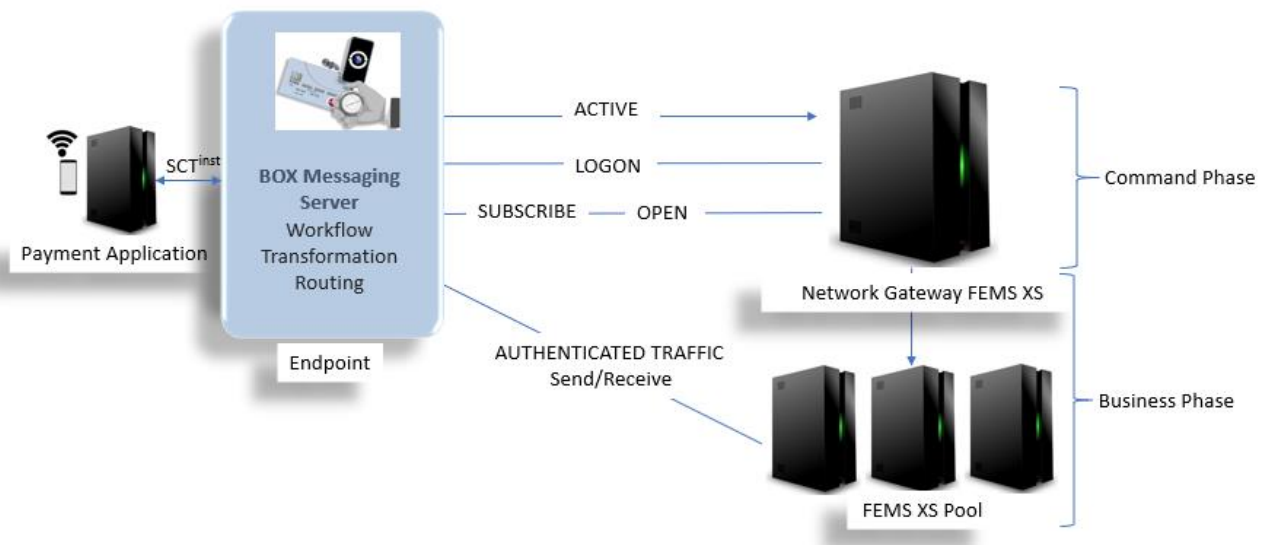 SCTinst
Payment Application
BOX Messaging
Server
Workflow
Transformation
Routing
Endpoint
ACTIVE
LOGON
SUBSCRIBE OPEN
AUTHENTICATED TRAFFIC
Send/Receive
Network Gateway FEMS XS
FEMS XS Pool
Command Phase
Business Phase